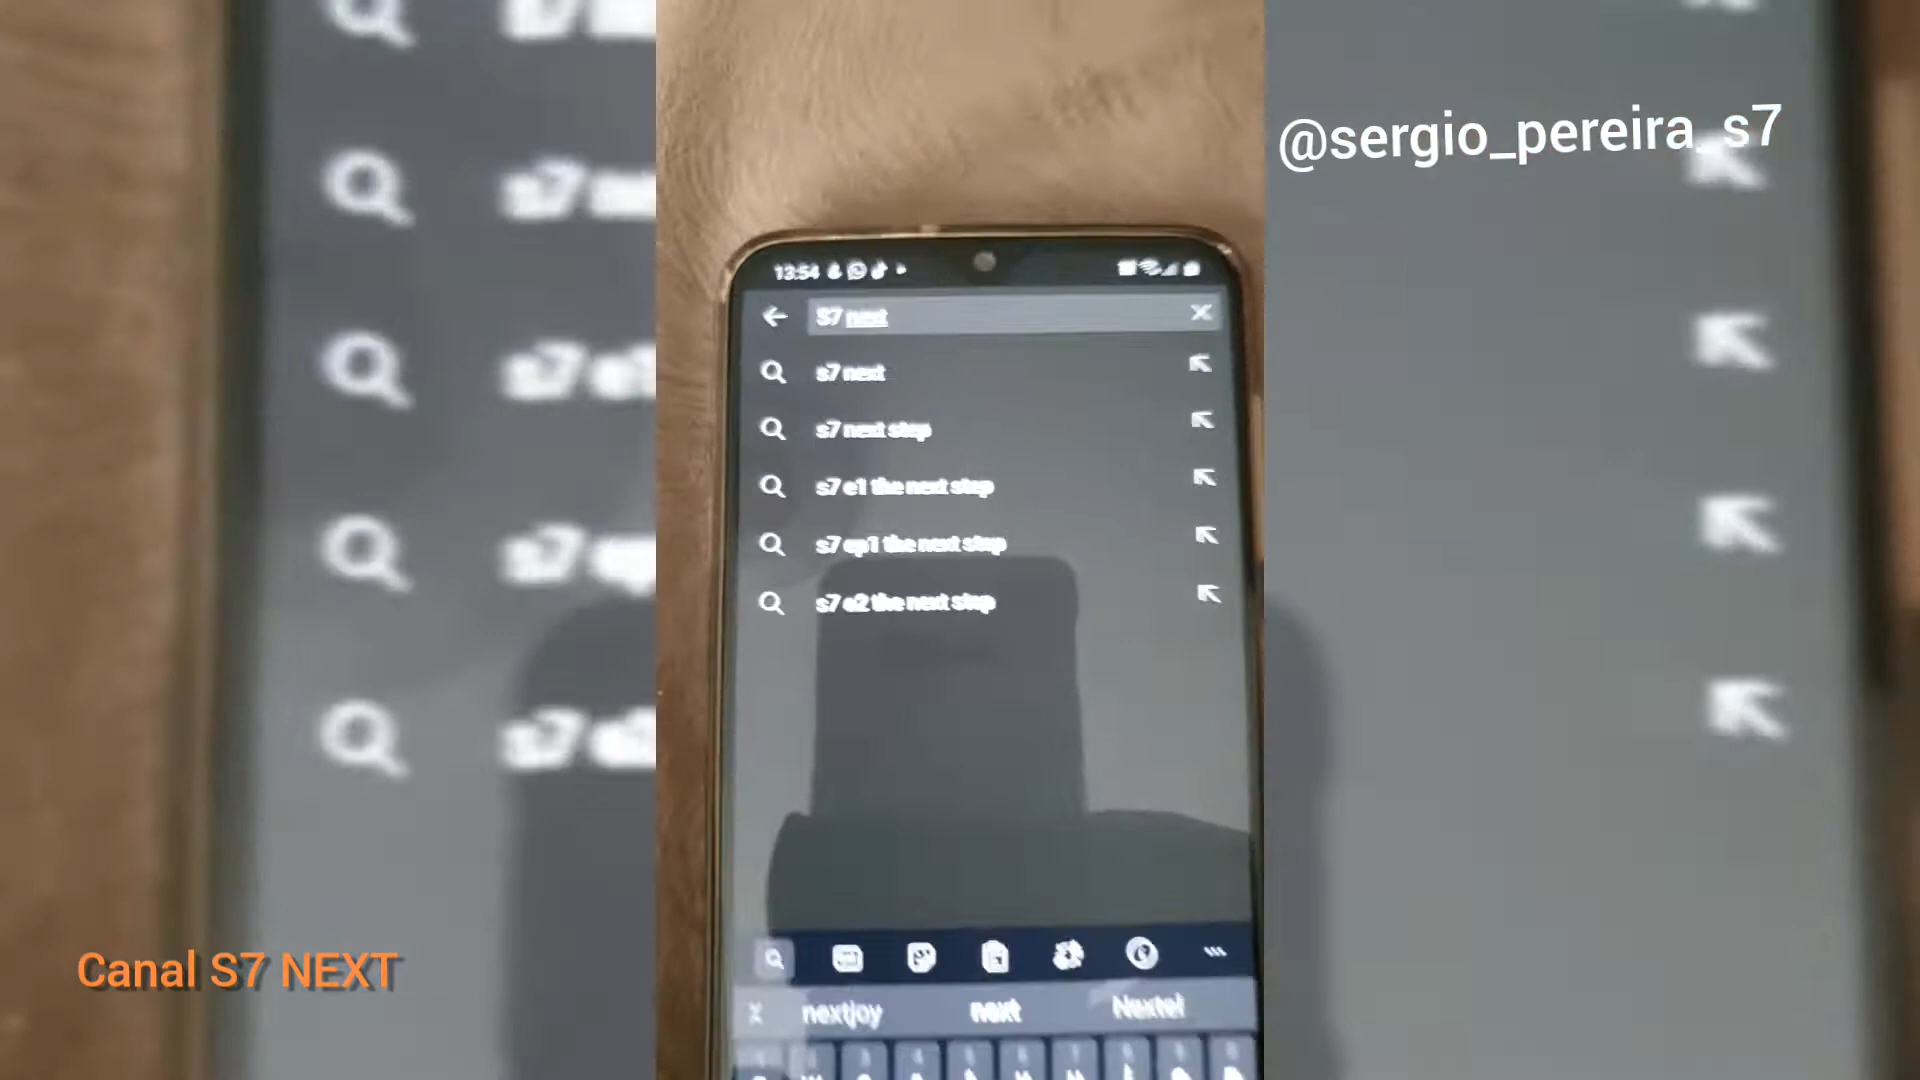 @sergio_pereira_s7
13:54
S7 next
s7 next
s7 next step
s7 e1 the next step
s7 ep1 the next step
s7 e2 the next step
nextjoy next Nextel
Canal S7 NEXT